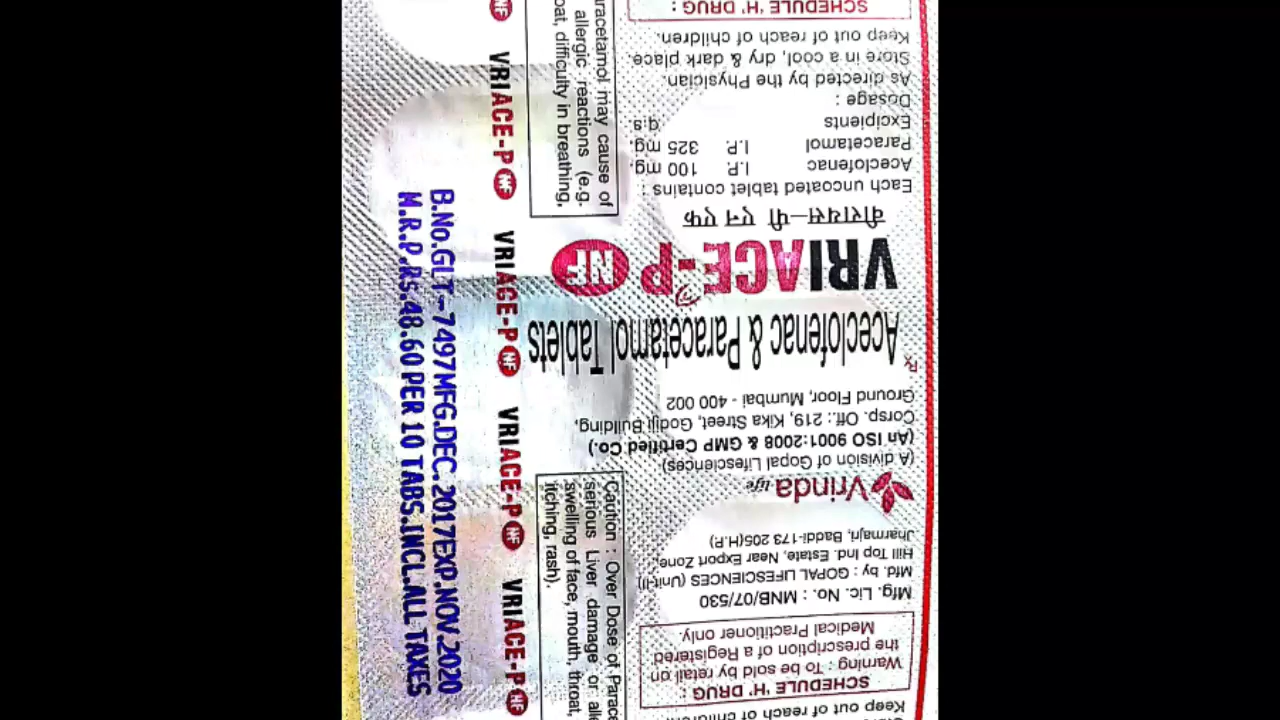 SCHEDULE 'H' DRUG :
Keep out of reach of children.
Store in a cool, dry & dark place.
As directed by the Physician.
Dosage :
Excipients q.s.
Paracetamol I.P. 325 mg.
Aceclofenac I.P. 100 mg.
Each uncoated tablet contains :
वीरायस-पी एन एफ
VRIACE-P NF
Aceclofenac & Paracetamol Tablets
Rx
Ground Floor, Mumbai - 400 002
Corsp. Off.: 219, Kika Street, Godiji Building,
(An ISO 9001:2008 & GMP Certified Co.)
(A division of Gopal Lifesciences)
Vrinda life
Jharmajri, Baddi-173 205(H.P.)
Hill Top Ind. Estate, Near Export Zone,
Mfd. by : GOPAL LIFESCIENCES (Unit-II)
Mfg. Lic. No. : MNB/07/530
Medical Practitioner only.
the prescription of a Registered
Warning : To be sold by retail on
SCHEDULE 'H' DRUG :
Keep out of reach of children.
aracetamol may cause of
allergic reactions (e.g.
oat, difficulty in breathing,
Caution : Over Dose of Parace
serious Liver damage or alle
swelling of face, mouth, throat,
itching, rash).
NF
VRIACE-P NF
VRIACE-P NF
VRIACE-P NF
VRIACE-P NF
B.No.GLT-7497MFG.DEC.2017EXP.NOV.2020
M.R.P.RS.48.60 PER 10 TABS.INCL.ALL TAXES